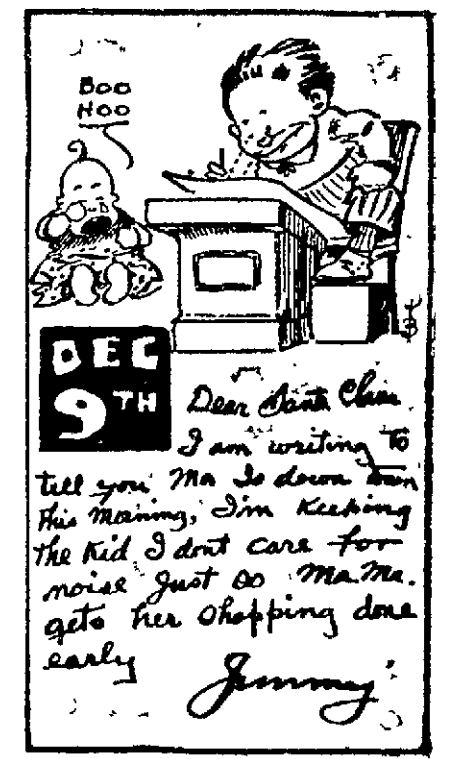 BOO
HOO
DEC
9TH
Dear Santa Claus
I am writing to
tell you Ma Is down town
this Morning, I'm Keeping
the Kid I dont care for
noise Just so Ma.Ma.
gets her shopping done
early
Jimmy